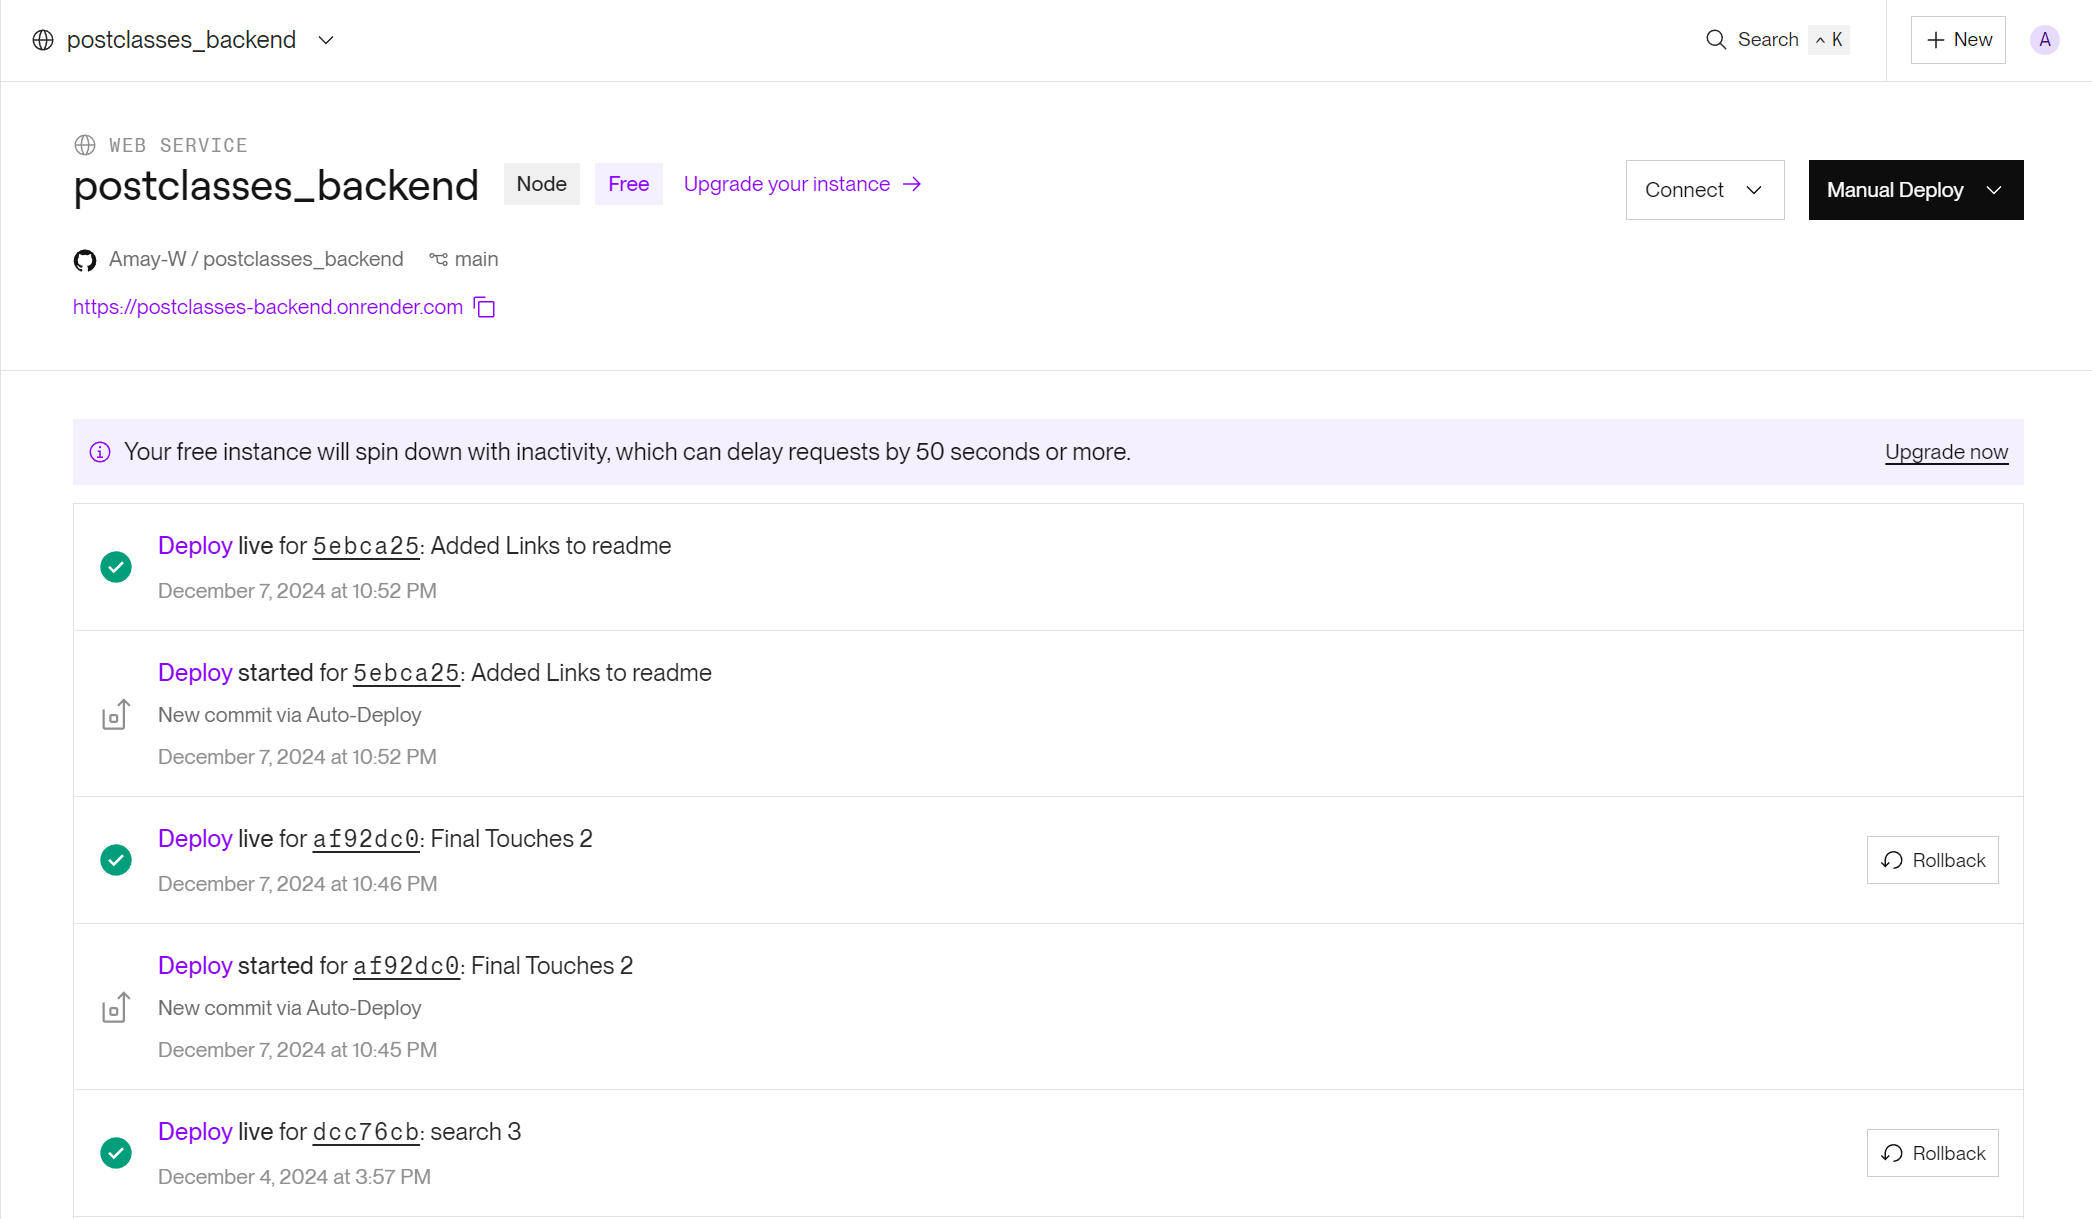 postclasses_backend
Search ^ K
+ New
A
WEB SERVICE
postclasses_backend Node Free Upgrade your instance →
Connect
Manual Deploy
Amay-W / postclasses_backend main
https://postclasses-backend.onrender.com
Your free instance will spin down with inactivity, which can delay requests by 50 seconds or more. Upgrade now
Deploy live for 5ebca25: Added Links to readme
December 7, 2024 at 10:52 PM
Deploy started for 5ebca25: Added Links to readme
New commit via Auto-Deploy
December 7, 2024 at 10:52 PM
Deploy live for af92dc0: Final Touches 2
December 7, 2024 at 10:46 PM
Rollback
Deploy started for af92dc0: Final Touches 2
New commit via Auto-Deploy
December 7, 2024 at 10:45 PM
Deploy live for dcc76cb: search 3
December 4, 2024 at 3:57 PM
Rollback